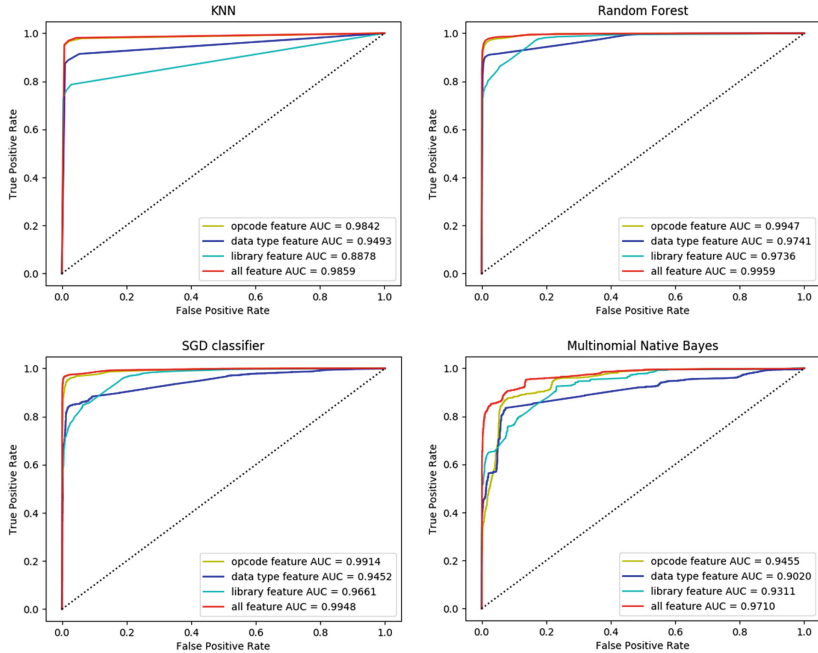 KNN
1.0
0.8
0.6
0.4
0.2
0.0
True Positive Rate
opcode feature AUC = 0.9842
data type feature AUC = 0.9493
library feature AUC = 0.8878
all feature AUC = 0.9859
0.0 0.2 0.4 0.6 0.8 1.0
False Positive Rate
Random Forest
1.0
0.8
0.6
0.4
0.2
0.0
True Positive Rate
opcode feature AUC = 0.9947
data type feature AUC = 0.9741
library feature AUC = 0.9736
all feature AUC = 0.9959
0.0 0.2 0.4 0.6 0.8 1.0
False Positive Rate
SGD classifier
1.0
0.8
0.6
0.4
0.2
0.0
True Positive Rate
opcode feature AUC = 0.9914
data type feature AUC = 0.9452
library feature AUC = 0.9661
all feature AUC = 0.9948
0.0 0.2 0.4 0.6 0.8 1.0
False Positive Rate
Multinomial Native Bayes
1.0
0.8
0.6
0.4
0.2
0.0
True Positive Rate
opcode feature AUC = 0.9455
data type feature AUC = 0.9020
library feature AUC = 0.9311
all feature AUC = 0.9710
0.0 0.2 0.4 0.6 0.8 1.0
False Positive Rate